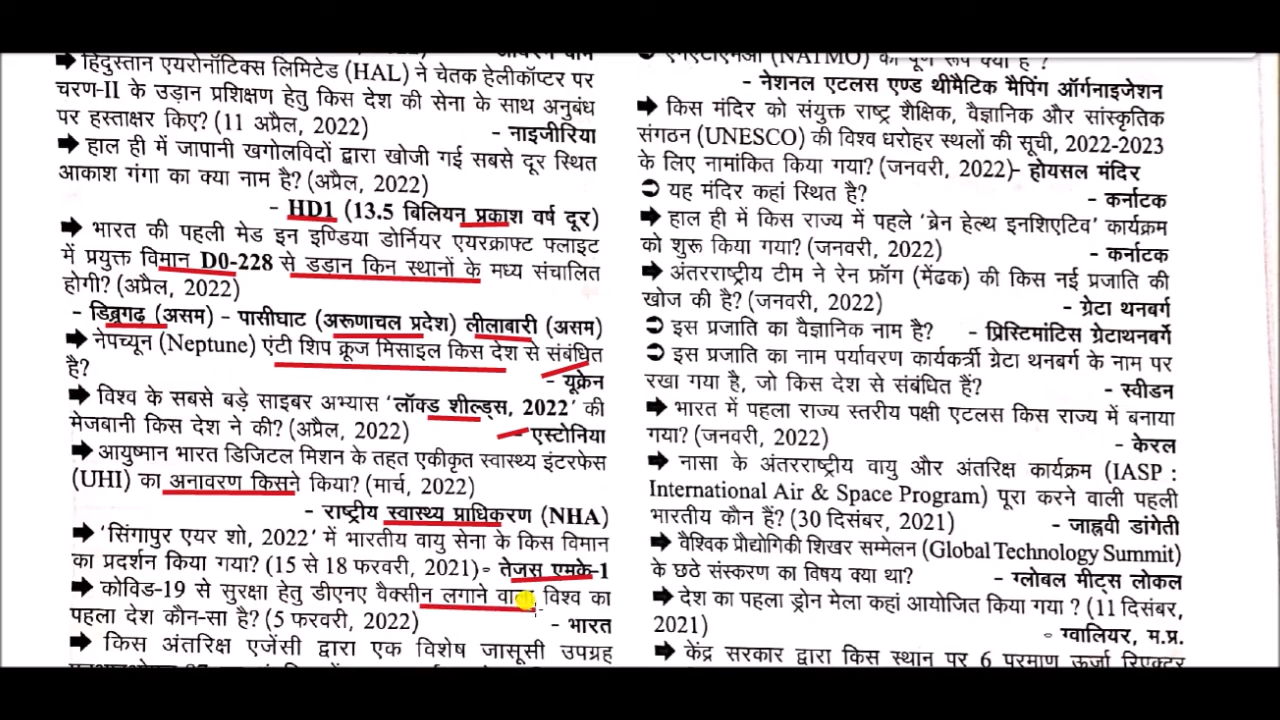 ➡ हिंदुस्तान एयरोनॉटिक्स लिमिटेड (HAL) ने चेतक हेलीकॉप्टर पर
चरण-II के उड़ान प्रशिक्षण हेतु किस देश की सेना के साथ अनुबंध
पर हस्ताक्षर किए? (11 अप्रैल, 2022) - नाइजीरिया
➡ हाल ही में जापानी खगोलविदों द्वारा खोजी गई सबसे दूर स्थित
आकाश गंगा का क्या नाम है? (अप्रैल, 2022)
- HD1 (13.5 बिलियन प्रकाश वर्ष दूर)
➡ भारत की पहली मेड इन इण्डिया डोर्नियर एयरक्राफ्ट फ्लाइट
में प्रयुक्त विमान D0-228 से उडा़न किन स्थानों के मध्य संचालित
होगी? (अप्रैल, 2022)
- डिब्रूगढ़ (असम) - पासीघाट (अरूणाचल प्रदेश) लीलाबारी (असम)
➡ नेपच्यून (Neptune) एंटी शिप क्रूज मिसाइल किस देश से संबंधित
है?
- यूक्रेन
➡ विश्व के सबसे बड़े साइबर अभ्यास 'लॉक्ड शील्ड्स, 2022' की
मेजबानी किस देश ने की? (अप्रैल, 2022) - एस्टोनिया
➡ आयुष्मान भारत डिजिटल मिशन के तहत एकीकृत स्वास्थ्य इंटरफेस
(UHI) का अनावरण किसने किया? (मार्च, 2022)
- राष्ट्रीय स्वास्थ्य प्राधिकरण (NHA)
➡ 'सिंगापुर एयर शो, 2022' में भारतीय वायु सेना के किस विमान
का प्रदर्शन किया गया? (15 से 18 फरवरी, 2021)- तेजस एमके-1
➡ कोविड-19 से सुरक्षा हेतु डीएनए वैक्सीन लगाने वाला विश्व का
पहला देश कौन-सा है? (5 फरवरी, 2022) - भारत
➡ किस अंतरिक्ष एजेंसी द्वारा एक विशेष जासूसी उपग्रह
(NATMO) का पूर्ण रूप क्या है ?
- नेशनल एटलस एण्ड थीमैटिक मैपिंग ऑर्गनाइजेशन
➡ किस मंदिर को संयुक्त राष्ट्र शैक्षिक, वैज्ञानिक और सांस्कृतिक
संगठन (UNESCO) की विश्व धरोहर स्थलों की सूची, 2022-2023
के लिए नामांकित किया गया? (जनवरी, 2022)- होयसल मंदिर
➲ यह मंदिर कहां स्थित है? - कर्नाटक
➡ हाल ही में किस राज्य में पहले 'ब्रेन हेल्थ इनशिएटिव' कार्यक्रम
को शुरू किया गया? (जनवरी, 2022) - कर्नाटक
➡ अंतरराष्ट्रीय टीम ने रेन फ्रॉग (मेंढक) की किस नई प्रजाति की
खोज की है? (जनवरी, 2022) - ग्रेटा थनबर्ग
➲ इस प्रजाति का वैज्ञानिक नाम है? - प्रिस्टिमांटिस ग्रेटाथनबर्गे
➲ इस प्रजाति का नाम पर्यावरण कार्यकर्त्री ग्रेटा थनबर्ग के नाम पर
रखा गया है, जो किस देश से संबंधित हैं? - स्वीडन
➡ भारत में पहला राज्य स्तरीय पक्षी एटलस किस राज्य में बनाया
गया? (जनवरी, 2022) - केरल
➡ नासा के अंतरराष्ट्रीय वायु और अंतरिक्ष कार्यक्रम (IASP :
International Air & Space Program) पूरा करने वाली पहली
भारतीय कौन हैं? (30 दिसंबर, 2021) - जाह्नवी डांगेती
➡ वैश्विक प्रौद्योगिकी शिखर सम्मेलन (Global Technology Summit)
के छठे संस्करण का विषय क्या था? - ग्लोबल मीट्स लोकल
➡ देश का पहला ड्रोन मेला कहां आयोजित किया गया ? (11 दिसंबर,
2021) - ग्वालियर, म.प्र.
➡ केंद्र सरकार द्वारा किस स्थान पर 6 परमाणु ऊर्जा रिएक्टर